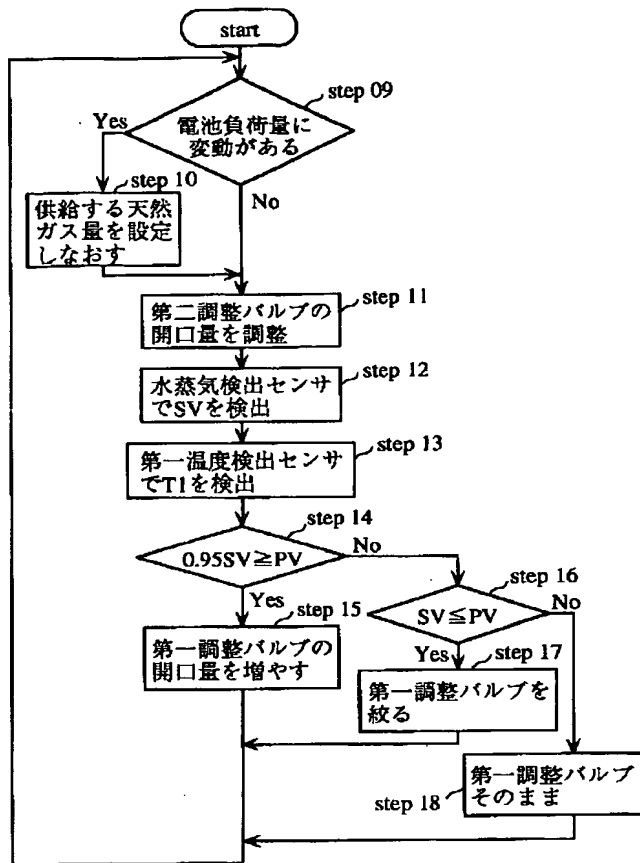 start
step 09
電池負荷量に
変動がある
Yes
No
step 10
供給する天然
ガス量を設定
しなおす
step 11
第二調整バルブの
開口量を調整
step 12
水蒸気検出センサ
でSVを検出
step 13
第一温度検出センサ
でT1を検出
step 14
0.95SV≧PV
No
Yes
step 15
第一調整バルブの
開口量を増やす
step 16
SV≦PV
No
Yes
step 17
第一調整バルブを
絞る
step 18
第一調整バルブ
そのまま